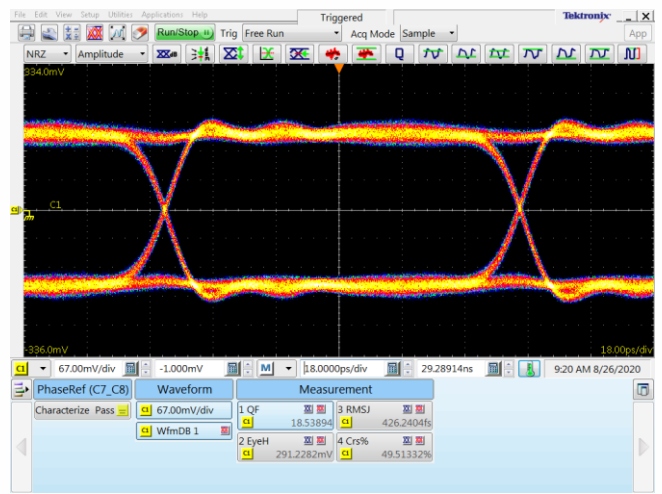 File Edit View Setup Utilities Applications Help
Triggered
Tektronix
Run/Stop
Trig Free Run
Acq Mode Sample
App
NRZ
Amplitude
Q
334.0mV
C1
-336.0mV
18.00ps/div
C1 67.00mV/div -1.000mV M 18.0000ps/div 29.28914ns 9:20 AM 8/26/2020
PhaseRef (C7_C8)
Waveform
Measurement
Characterize Pass
C1 67.00mV/div
C1 WfmDB 1
1 QF
C1 18.53894
3 RMSJ
C1 426.2404fs
2 EyeH
C1 291.2282mV
4 Crs%
C1 49.51332%